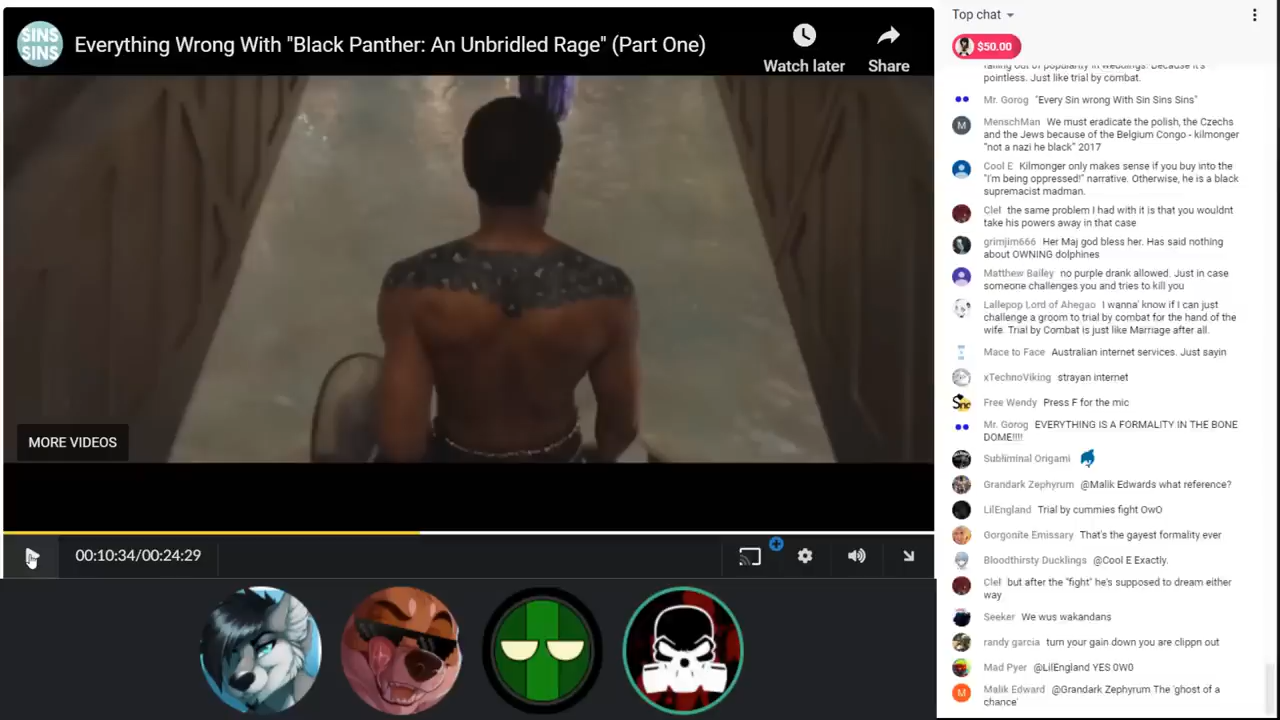 SINS
SINS
Everything Wrong With "Black Panther: An Unbridled Rage" (Part One)
Watch later
Share
MORE VIDEOS
00:10:34/00:24:29
Top chat
$50.00
falling out of popularity in weddings. Because it's
pointless. Just like trial by combat.
Mr. Gorog "Every Sin wrong With Sin Sins Sins"
M
MenschMan We must eradicate the polish, the Czechs
and the Jews because of the Belgium Congo - kilmonger
"not a nazi he black" 2017
Cool E Kilmonger only makes sense if you buy into the
"I'm being oppressed!" narrative. Otherwise, he is a black
supremacist madman.
Clef the same problem I had with it is that you wouldnt
take his powers away in that case
grimjim666 Her Maj god bless her. Has said nothing
about OWNING dolphines
Matthew Bailey no purple drank allowed. Just in case
someone challenges you and tries to kill you
Lallepop Lord of Ahegao I wanna' know if I can just
challenge a groom to trial by combat for the hand of the
wife. Trial by Combat is just like Marriage after all.
Mace to Face Australian internet services. Just sayin
xTechnoViking strayan internet
Free Wendy Press F for the mic
Mr. Gorog EVERYTHING IS A FORMALITY IN THE BONE
DOME!!!!
Subliminal Origami
Grandark Zephyrum @Malik Edwards what reference?
LilEngland Trial by cummies fight OwO
Gorgonite Emissary That's the gayest formality ever
Bloodthirsty Ducklings @Cool E Exactly.
Clef but after the "fight" he's supposed to dream either
way
Seeker We wus wakandans
randy garcia turn your gain down you are clippn out
Mad Pyer @LilEngland YES 0W0
M
Malik Edward @Grandark Zephyrum The 'ghost of a
chance'